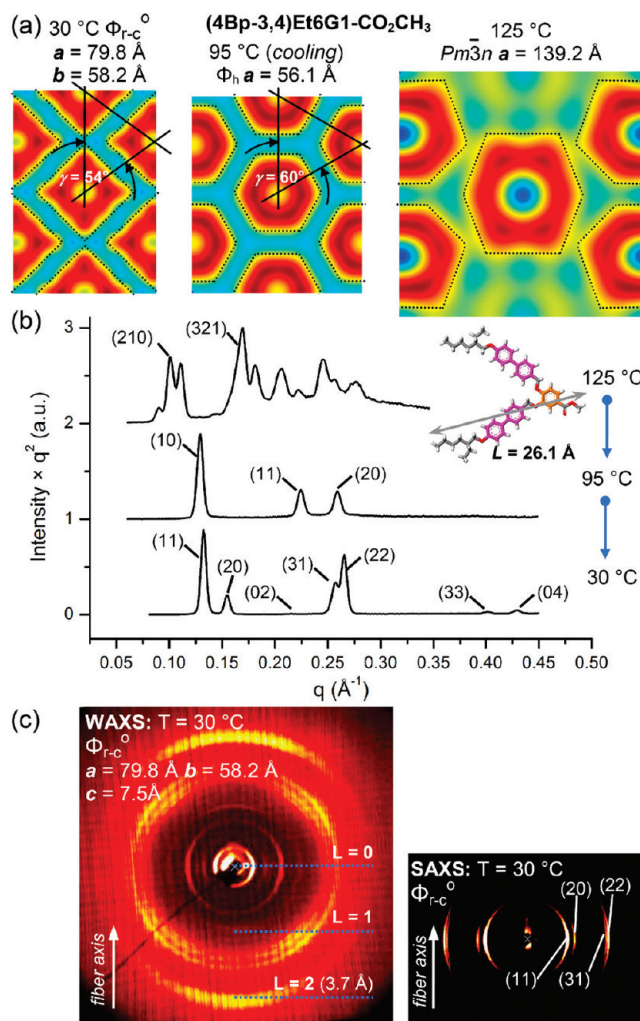 (a)
30 °C Φr-c°
a = 79.8 Å
b = 58.2 Å
(4Bp-3,4)Et6G1-CO2CH3
95 °C (cooling)
Φh a = 56.1 Å
125 °C
Pm3̄n a = 139.2 Å
γ = 54°
γ = 60°
(b)
Intensity × q² (a.u.)
3
2
1
0
(210)
(321)
125 °C
L = 26.1 Å
(10)
(11)
(20)
95 °C
(11)
(20)
(02)
(31)
(22)
(33)
(04)
30 °C
0.05 0.10 0.15 0.20 0.25 0.30 0.35 0.40 0.45 0.50
q (Å⁻¹)
(c)
WAXS: T = 30 °C
Φr-c°
a = 79.8 Å b = 58.2 Å
c = 7.5Å
L = 0
L = 1
L = 2 (3.7 Å)
fiber axis
SAXS: T = 30 °C
Φr-c°
(20)
(22)
(11)
(31)
fiber axis